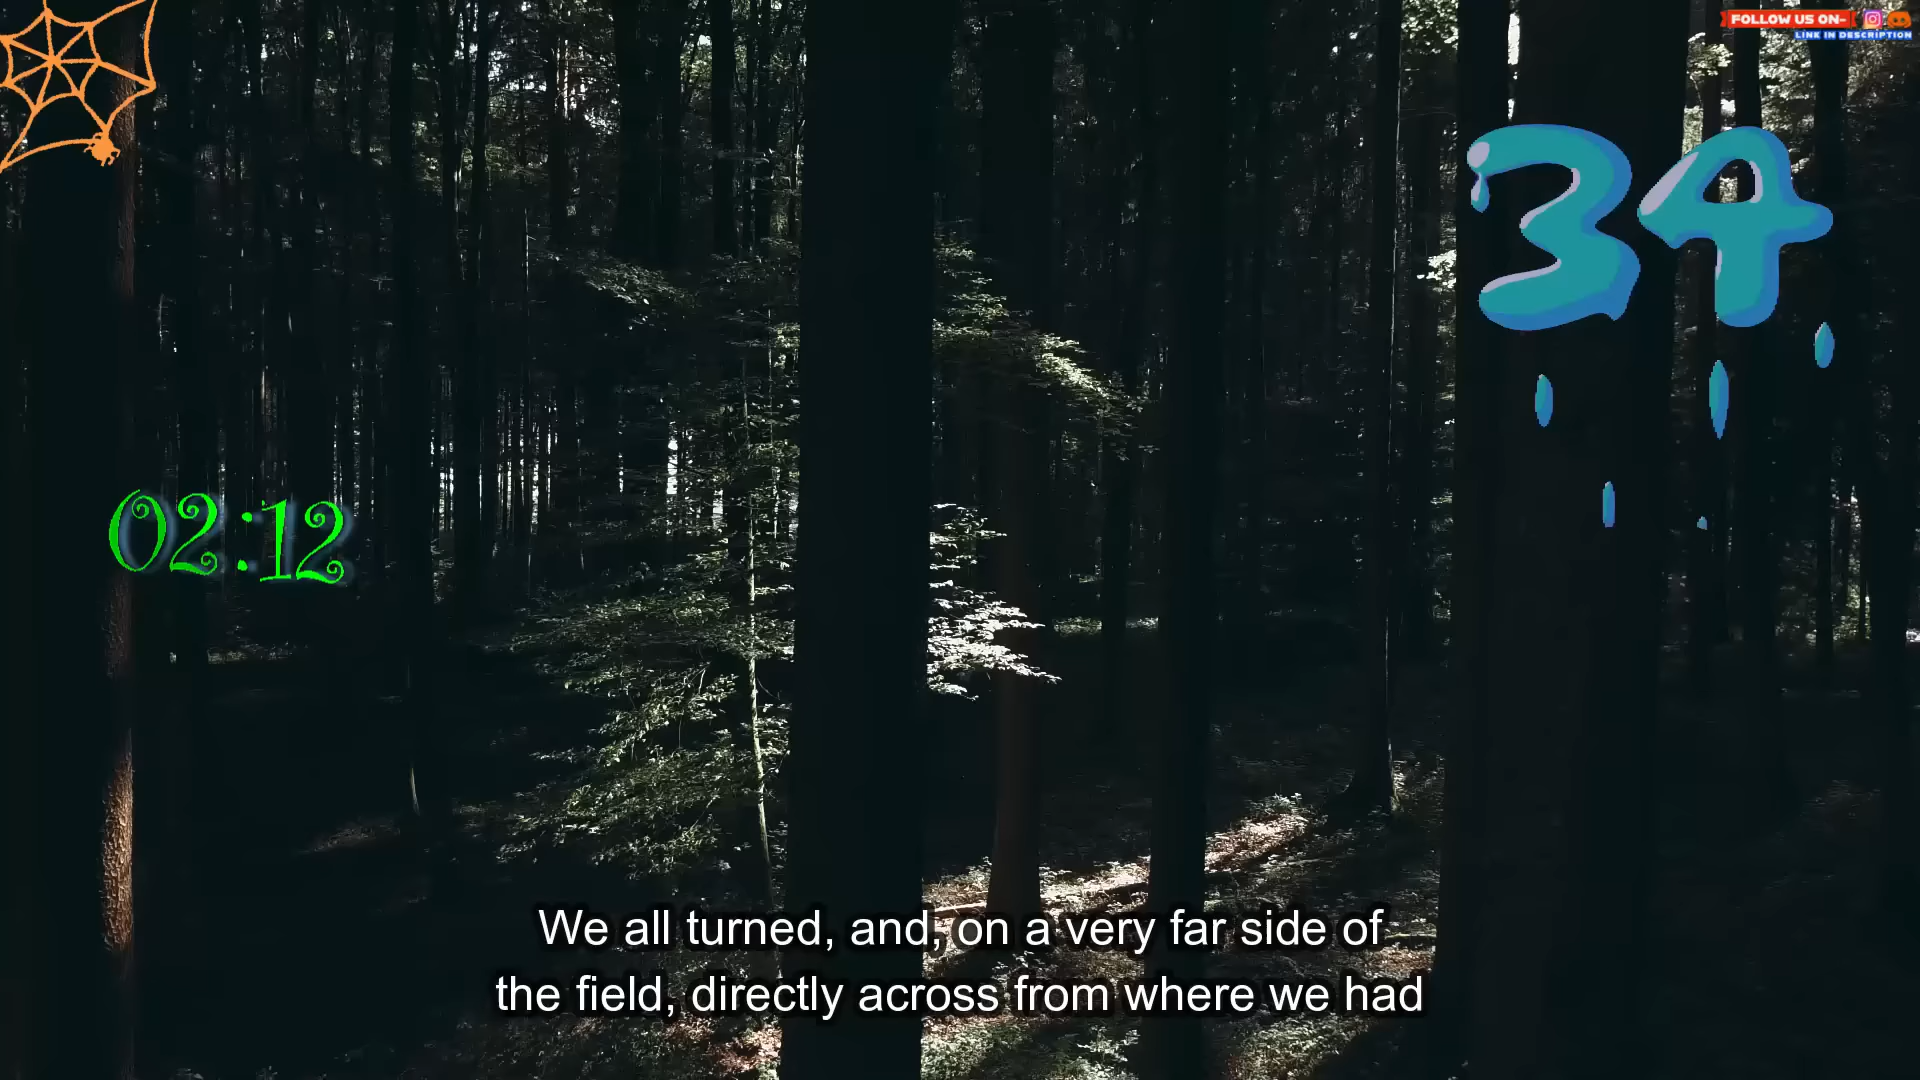 FOLLOW US ON-
LINK IN DESCRIPTION
34
02:12
We all turned, and, on a very far side of
the field, directly across from where we had